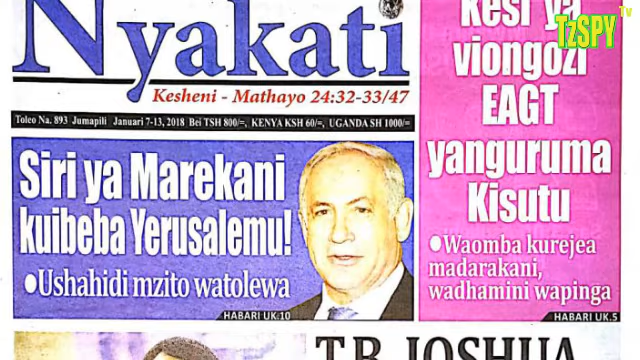 Nyakati
Kesheni - Mathayo 24:32-33/47
Toleo Na. 893 Jumapili Januari 7-13, 2018 Bei TSH 800/=, KENYA KSH 60/=, UGANDA SH 1000/=
Siri ya Marekani
kuibeba Yerusalemu!
•Ushahidi mzito watolewa
HABARI UK.10
Kesi ya
viongozi
EAGT
yanguruma
Kisutu
•Waomba kurejea
madarakani,
wadhamini wapinga
HABARI UK.5
T.B. JOSHUA
TZSPY TV